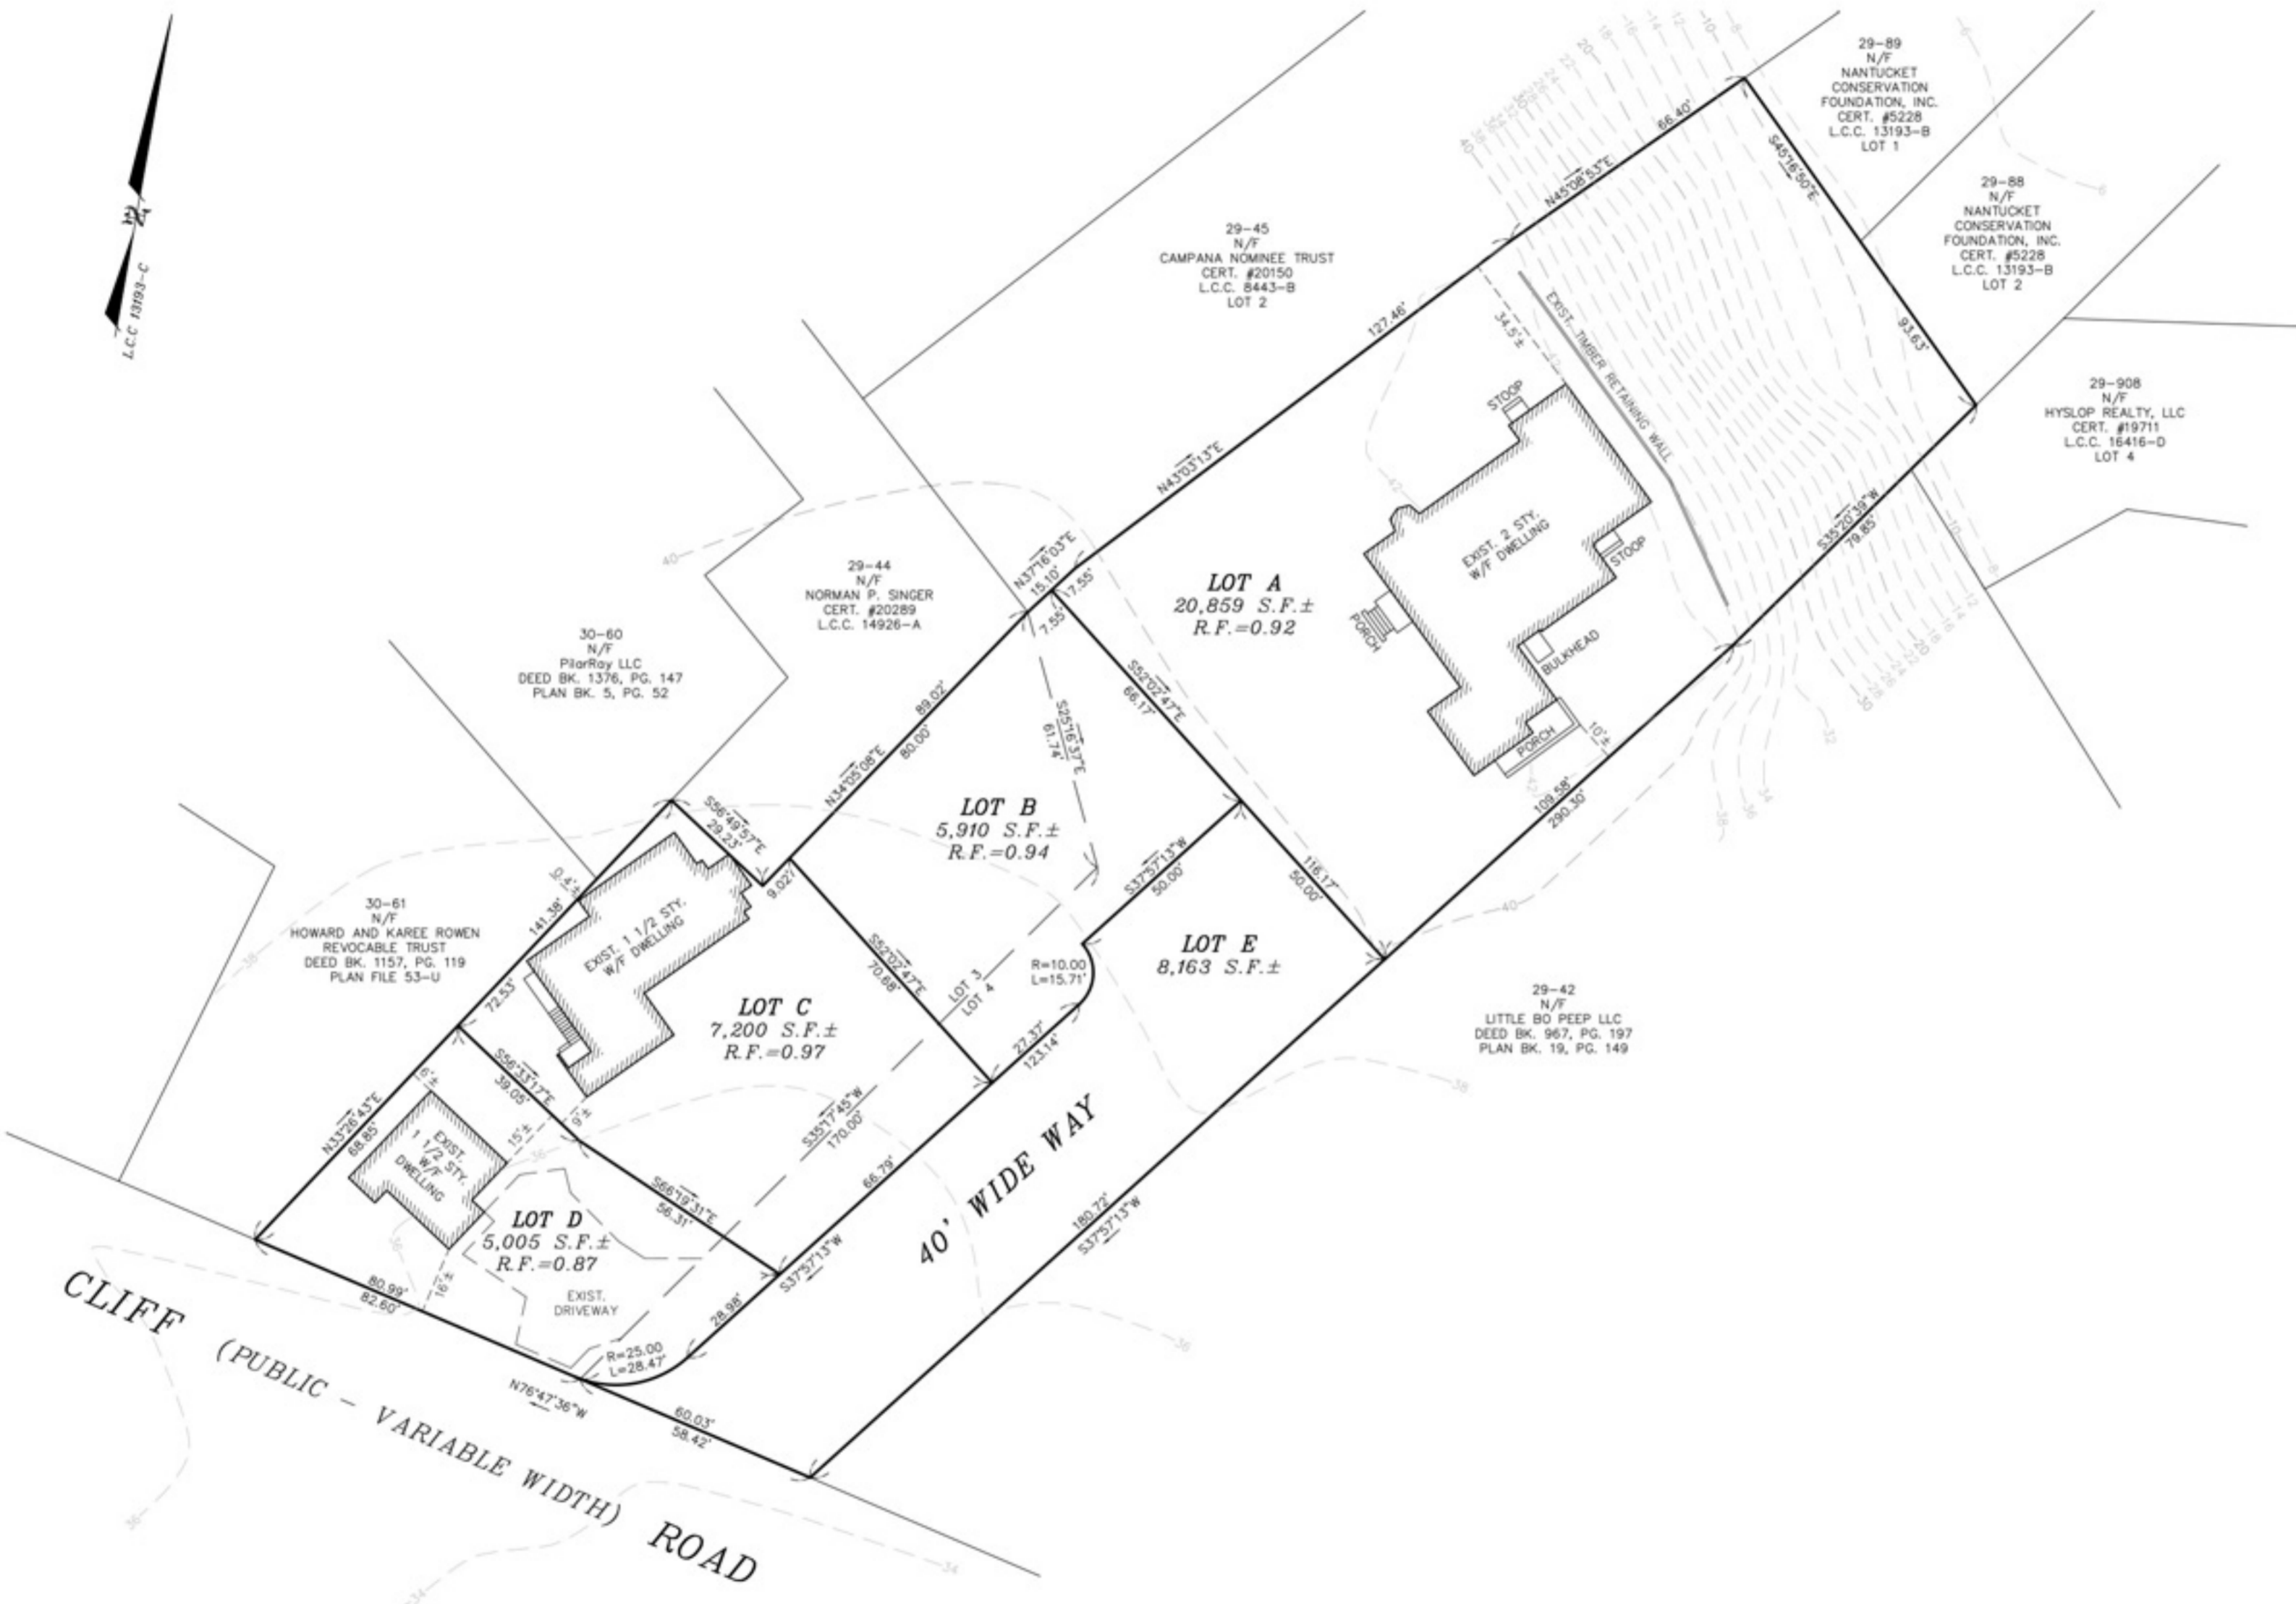 L.C.C 13193-C
29-89
N/F
NANTUCKET
CONSERVATION
FOUNDATION, INC.
CERT. #5228
L.C.C. 13193-B
LOT 1
29-88
N/F
NANTUCKET
CONSERVATION
FOUNDATION, INC.
CERT. #5228
L.C.C. 13193-B
LOT 2
29-908
N/F
HYSLOP REALTY, LLC
CERT. #19711
L.C.C. 16416-D
LOT 4
29-45
N/F
CAMPANA NOMINEE TRUST
CERT. #20150
L.C.C. 8443-B
LOT 2
66.40'
N45°08'53"E
S45°16'50"E
93.63'
127.46'
N43°03'13"E
34.5'±
EXIST. TIMBER RETAINING WALL
STOOP
EXIST. 2 STY.
W/F DWELLING
STOOP
PORCH
BULKHEAD
PORCH
10'±
S35°20'39"W
79.85'
109.58'
290.30'
LOT A
20,859 S.F.±
R.F.=0.92
N37°16'03"E
15.10'
7.55'
7.55'
29-44
N/F
NORMAN P. SINGER
CERT. #20289
L.C.C. 14926-A
30-60
N/F
PilarRay LLC
DEED BK. 1376, PG. 147
PLAN BK. 5, PG. 52
S52°02'47"E
66.17'
S25°16'37"E
61.74'
89.02'
N34°05'08"E
80.00'
LOT B
5,910 S.F.±
R.F.=0.94
S56°49'57"E
29.23'
9.02'
S37°57'13"W
50.00'
116.17'
50.00'
LOT E
8,163 S.F.±
R=10.00
L=15.71'
30-61
N/F
HOWARD AND KAREE ROWEN
REVOCABLE TRUST
DEED BK. 1157, PG. 119
PLAN FILE 53-U
0.4'±
141.38'
72.53'
EXIST. 1 1/2 STY.
W/F DWELLING
S52°02'47"E
70.68'
LOT 3
LOT 4
LOT C
7,200 S.F.±
R.F.=0.97
27.37'
123.14'
29-42
N/F
LITTLE BO PEEP LLC
DEED BK. 967, PG. 197
PLAN BK. 19, PG. 149
S56°33'17"E
39.05'
6'±
9'±
15'±
N33°26'43"E
68.85'
EXIST.
1 1/2 STY.
W/F
DWELLING
S35°17'45"W
170.00'
66.79'
S66°19'31"E
56.31'
LOT D
5,005 S.F.±
R.F.=0.87
16'±
EXIST.
DRIVEWAY
40' WIDE WAY
180.72'
S37°57'13"W
S37°57'13"W
28.98'
R=25.00
L=28.47'
80.99'
82.60'
N76°47'36"W
60.03'
58.42'
CLIFF (PUBLIC - VARIABLE WIDTH) ROAD
40
38
36
34
42